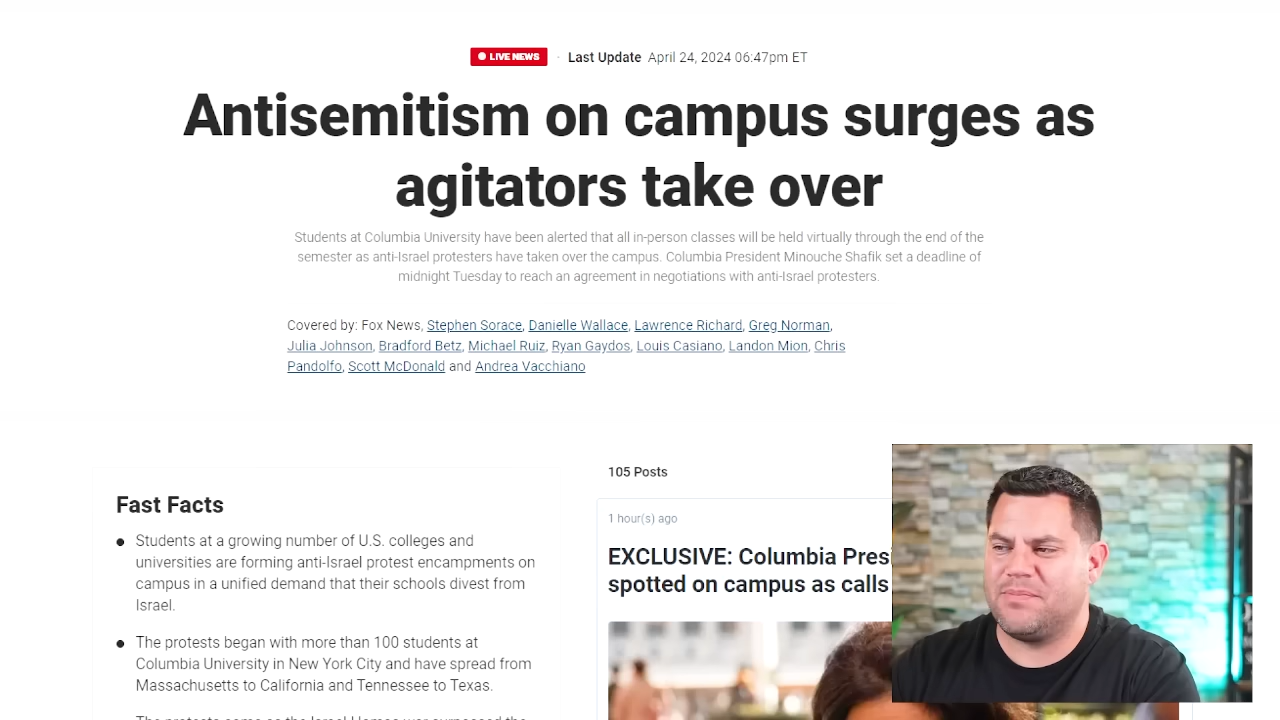 LIVE NEWS · Last Update April 24, 2024 06:47pm ET
Antisemitism on campus surges as
agitators take over
Students at Columbia University have been alerted that all in-person classes will be held virtually through the end of the
semester as anti-Israel protesters have taken over the campus. Columbia President Minouche Shafik set a deadline of
midnight Tuesday to reach an agreement in negotiations with anti-Israel protesters.
Covered by: Fox News, Stephen Sorace, Danielle Wallace, Lawrence Richard, Greg Norman,
Julia Johnson, Bradford Betz, Michael Ruiz, Ryan Gaydos, Louis Casiano, Landon Mion, Chris
Pandolfo, Scott McDonald and Andrea Vacchiano
Fast Facts
Students at a growing number of U.S. colleges and
universities are forming anti-Israel protest encampments on
campus in a unified demand that their schools divest from
Israel.
The protests began with more than 100 students at
Columbia University in New York City and have spread from
Massachusetts to California and Tennessee to Texas.
105 Posts
1 hour(s) ago
EXCLUSIVE: Columbia Presi
spotted on campus as calls